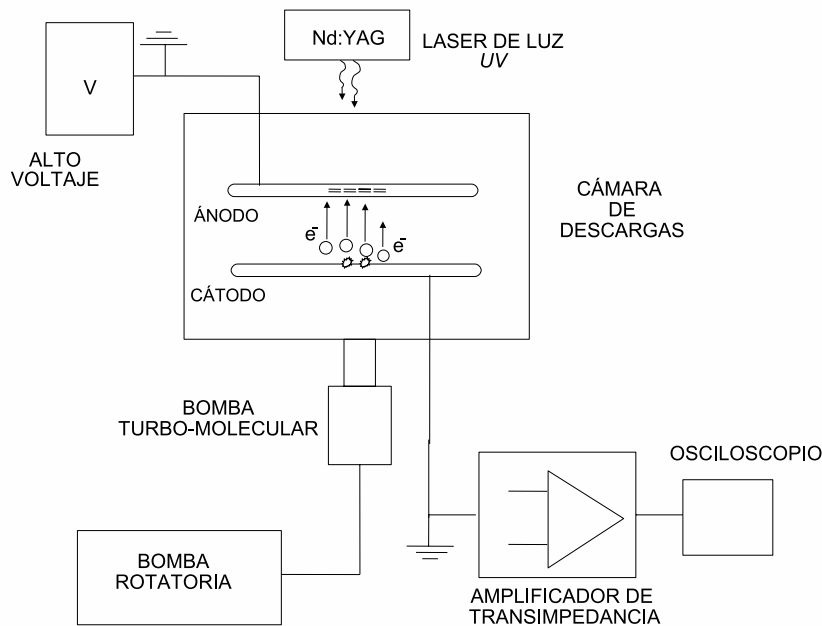 Nd:YAG
LASER DE LUZ
UV
V
ALTO
VOLTAJE
ÁNODO
e-
e-
CÁTODO
CÁMARA
DE
DESCARGAS
BOMBA
TURBO-MOLECULAR
OSCILOSCOPIO
BOMBA
ROTATORIA
AMPLIFICADOR DE
TRANSIMPEDANCIA